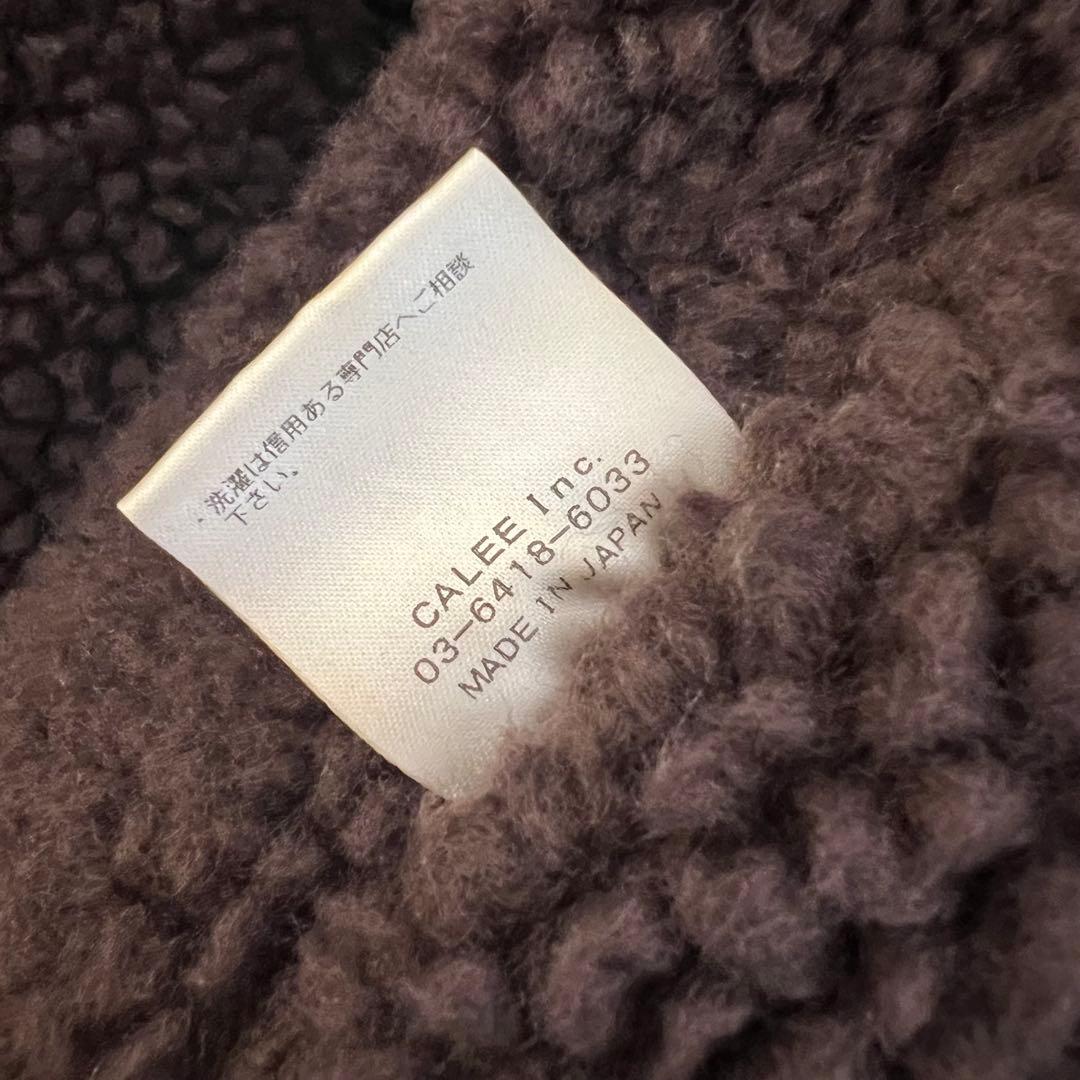 ・洗濯は信用ある専門店へご相談
下さい。
CALEE Inc.
03-6418-6033
MADE IN JAPAN